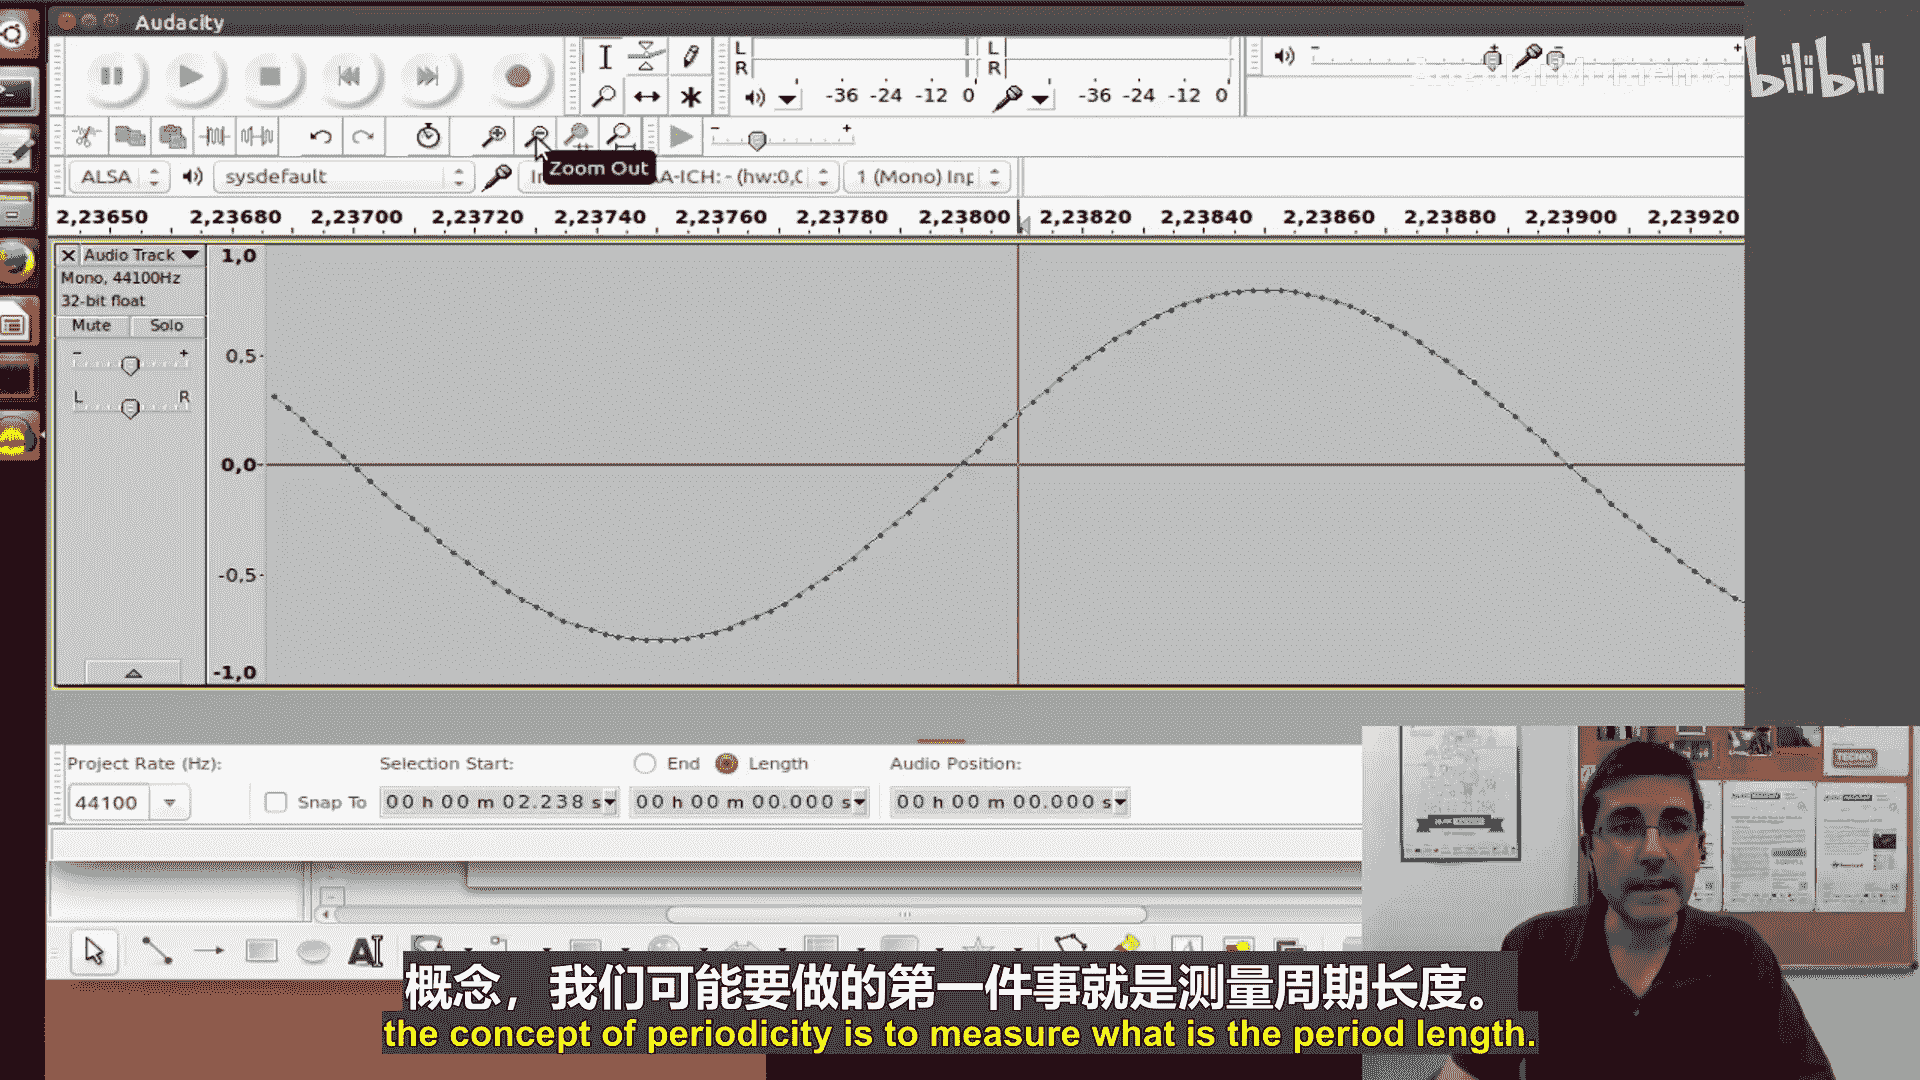 Audacity
bilibili
L
R
L
R
-36 -24 -12 0
-36 -24 -12 0
Zoom Out
ALSA
sysdefault
AA-ICH: - (hw:0,0
1 (Mono) Inp
2,23650 2,23680 2,23700 2,23720 2,23740 2,23760 2,23780 2,23800 2,23820 2,23840 2,23860 2,23880 2,23900 2,23920
Audio Track
Mono, 44100Hz
32-bit float
Mute Solo
L R
1,0
0,5
0,0
-0,5
-1,0
Project Rate (Hz):
Selection Start:
End
Length
Audio Position:
44100
Snap To
00 h 00 m 02.238 s
00 h 00 m 00.000 s
00 h 00 m 00.000 s
概念，我们可能要做的第一件事就是测量周期长度。
the concept of periodicity is to measure what is the period length.